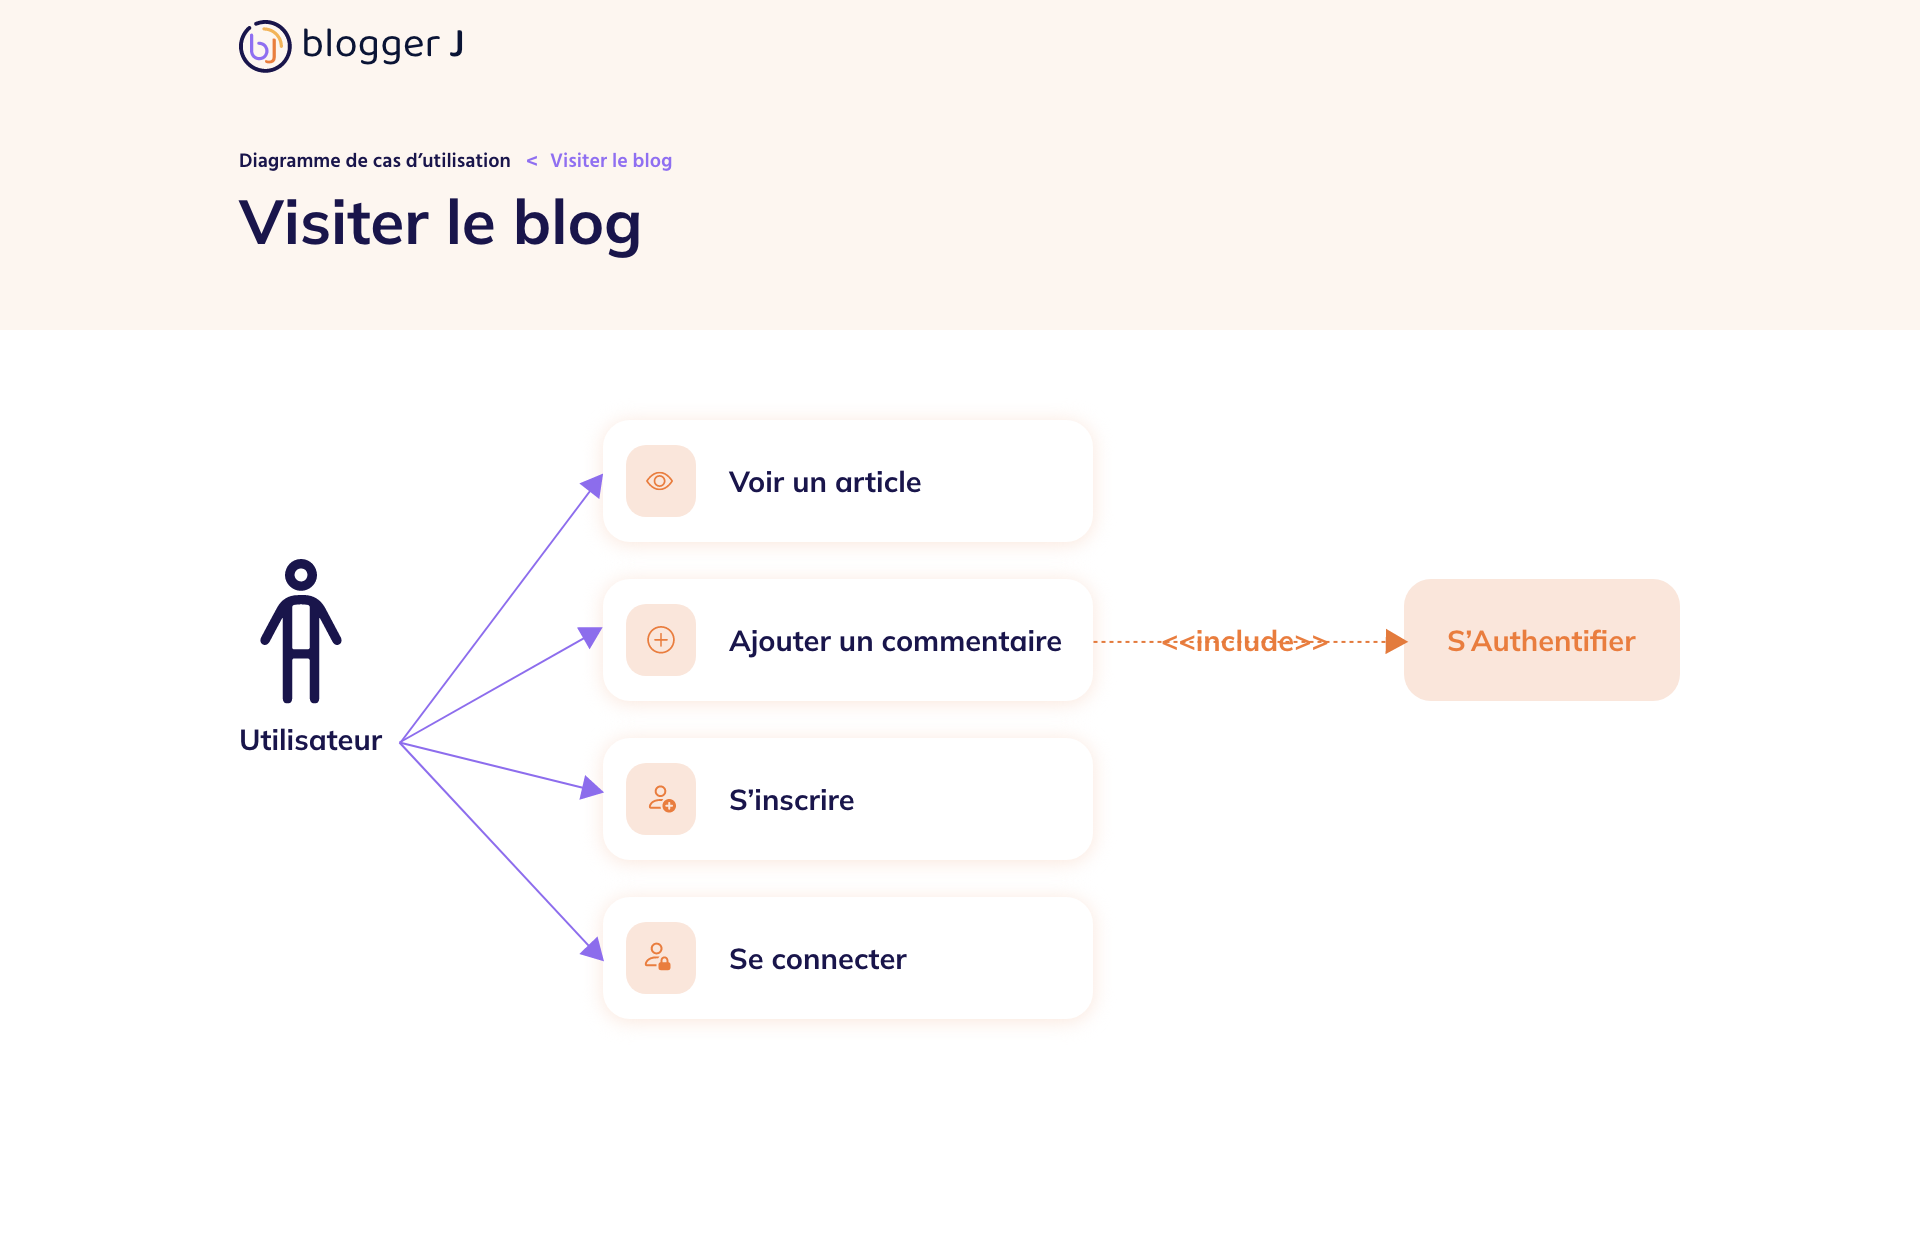 blogger J
Diagramme de cas d’utilisation < Visiter le blog
Visiter le blog
Voir un article
Ajouter un commentaire
<<include>>
S’Authentifier
Utilisateur
S’inscrire
Se connecter